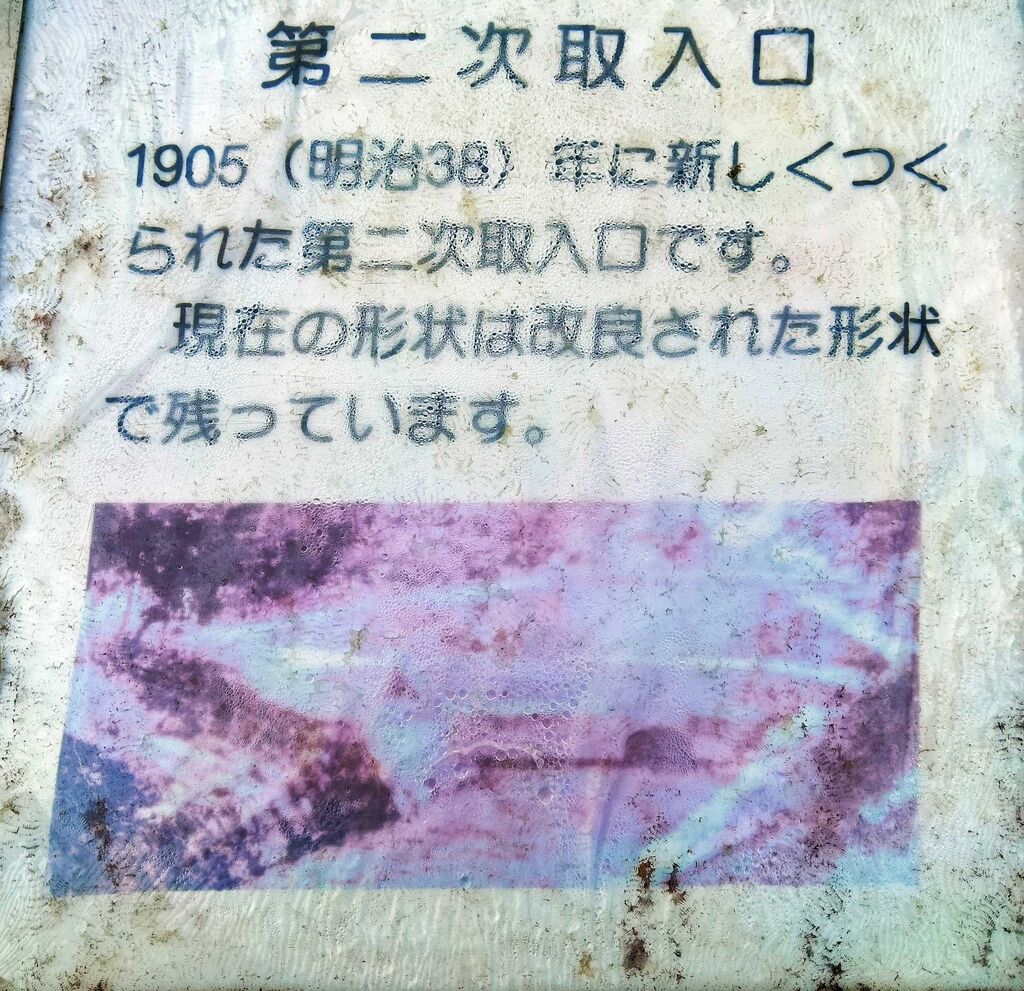 第二次取入口
1905（明治38）年に新しくつく
られた第二次取入口です。
現在の形状は改良された形状
で残っています。